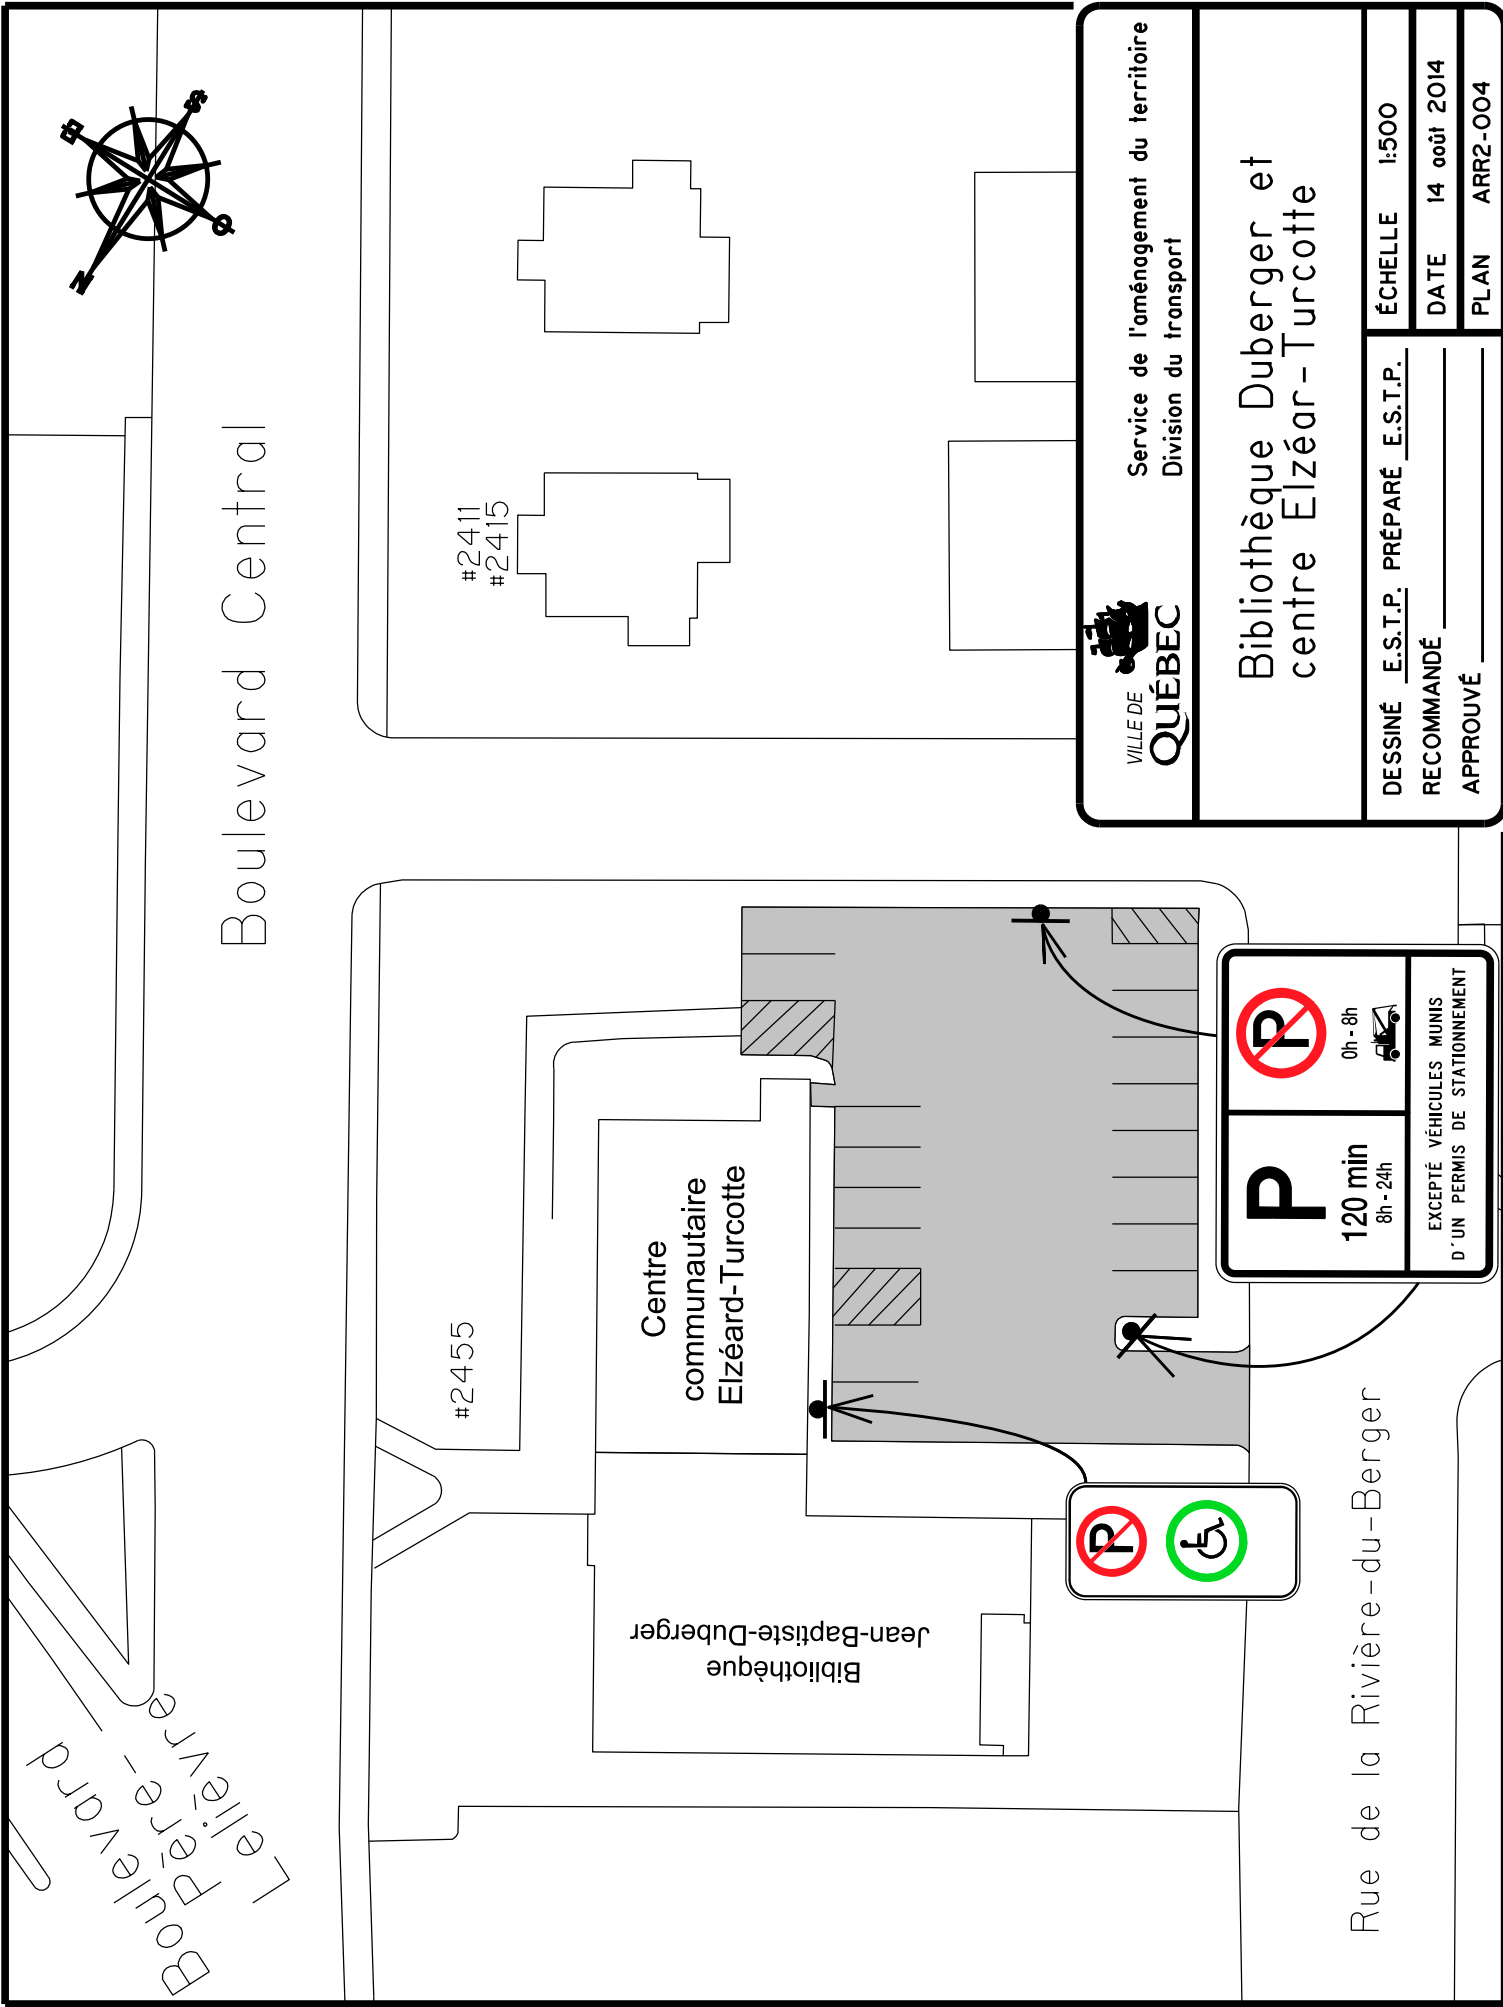 Boulevard Central
Boulevard
Père-
Lelièvre
#2411
#2415
#2455
Centre
communautaire
Elzéard-Turcotte
Bibliothèque
Jean-Baptiste-Duberger
Rue de la Rivière-du-Berger
N
S
E
O
P
120 min
8h - 24h
P
0h - 8h
EXCEPTÉ VÉHICULES MUNIS
D'UN PERMIS DE STATIONNEMENT
P
VILLE DE
QUÉBEC
Service de l'aménagement du territoire
Division du transport
Bibliothèque Duberger et
centre Elzéar-Turcotte
DESSINÉ E.S.T.P. PRÉPARÉ E.S.T.P.
RECOMMANDÉ
APPROUVÉ
ÉCHELLE 1:500
DATE 14 août 2014
PLAN ARR2-004